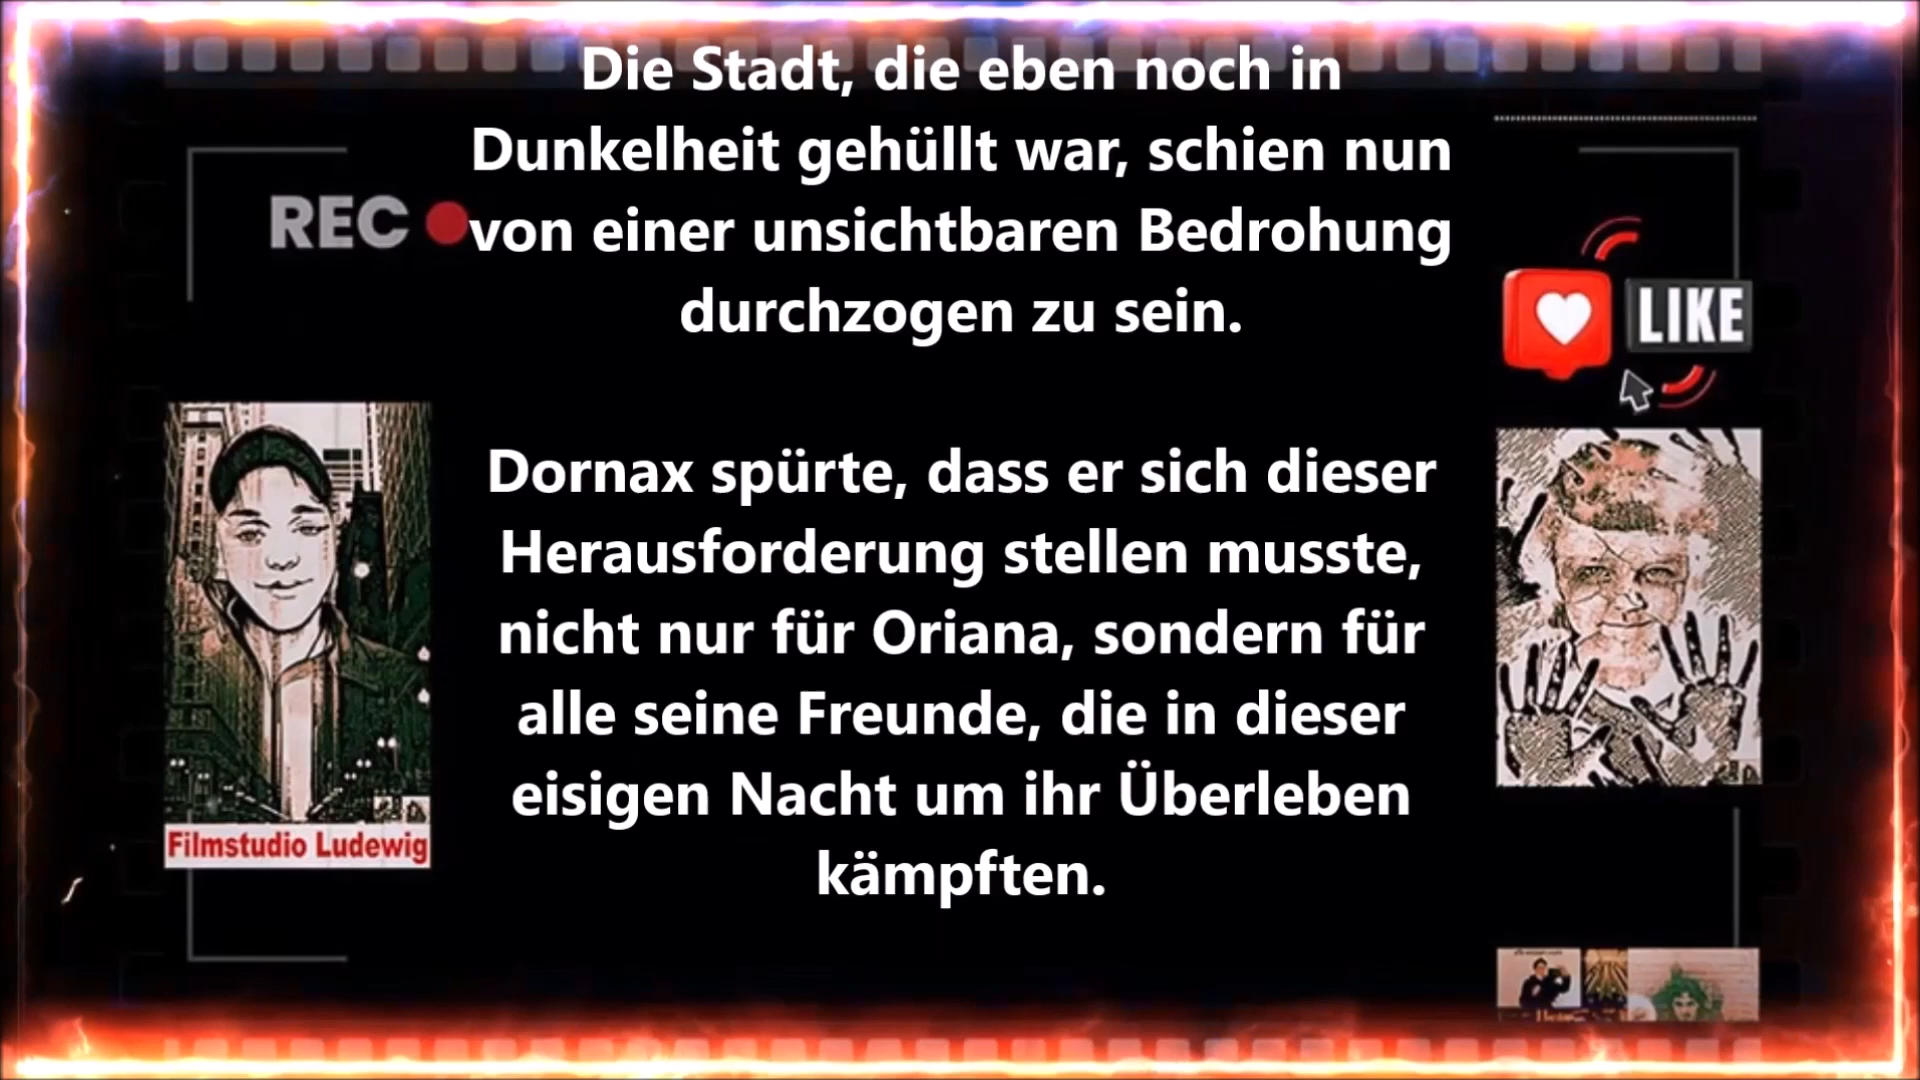 Die Stadt, die eben noch in
Dunkelheit gehüllt war, schien nun
von einer unsichtbaren Bedrohung
durchzogen zu sein.
REC
LIKE
Dornax spürte, dass er sich dieser
Herausforderung stellen musste,
nicht nur für Oriana, sondern für
alle seine Freunde, die in dieser
eisigen Nacht um ihr Überleben
kämpften.
Filmstudio Ludewig